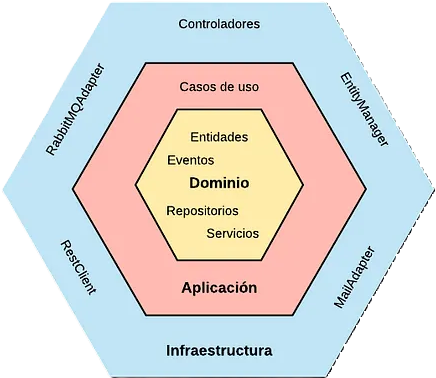 Controladores
RabbitMQAdapter
EntityManager
Casos de uso
Entidades
Eventos
Dominio
Repositorios
Servicios
RestClient
MailAdapter
Aplicación
Infraestructura